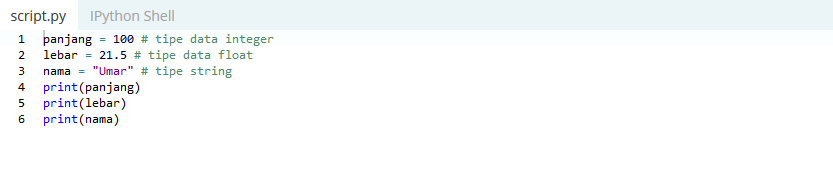 script.py IPython Shell
1 panjang = 100 # tipe data integer
2 lebar = 21.5 # tipe data float
3 nama = "Umar" # tipe string
4 print(panjang)
5 print(lebar)
6 print(nama)